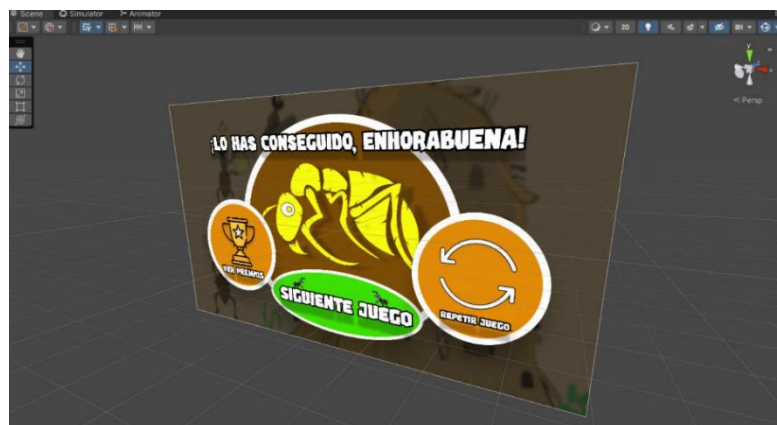 Scene Simulator Animator
2D
y
Persp
¡LO HAS CONSEGUIDO, ENHORABUENA!
VER PREMIOS
SIGUIENTE JUEGO
REPETIR JUEGO